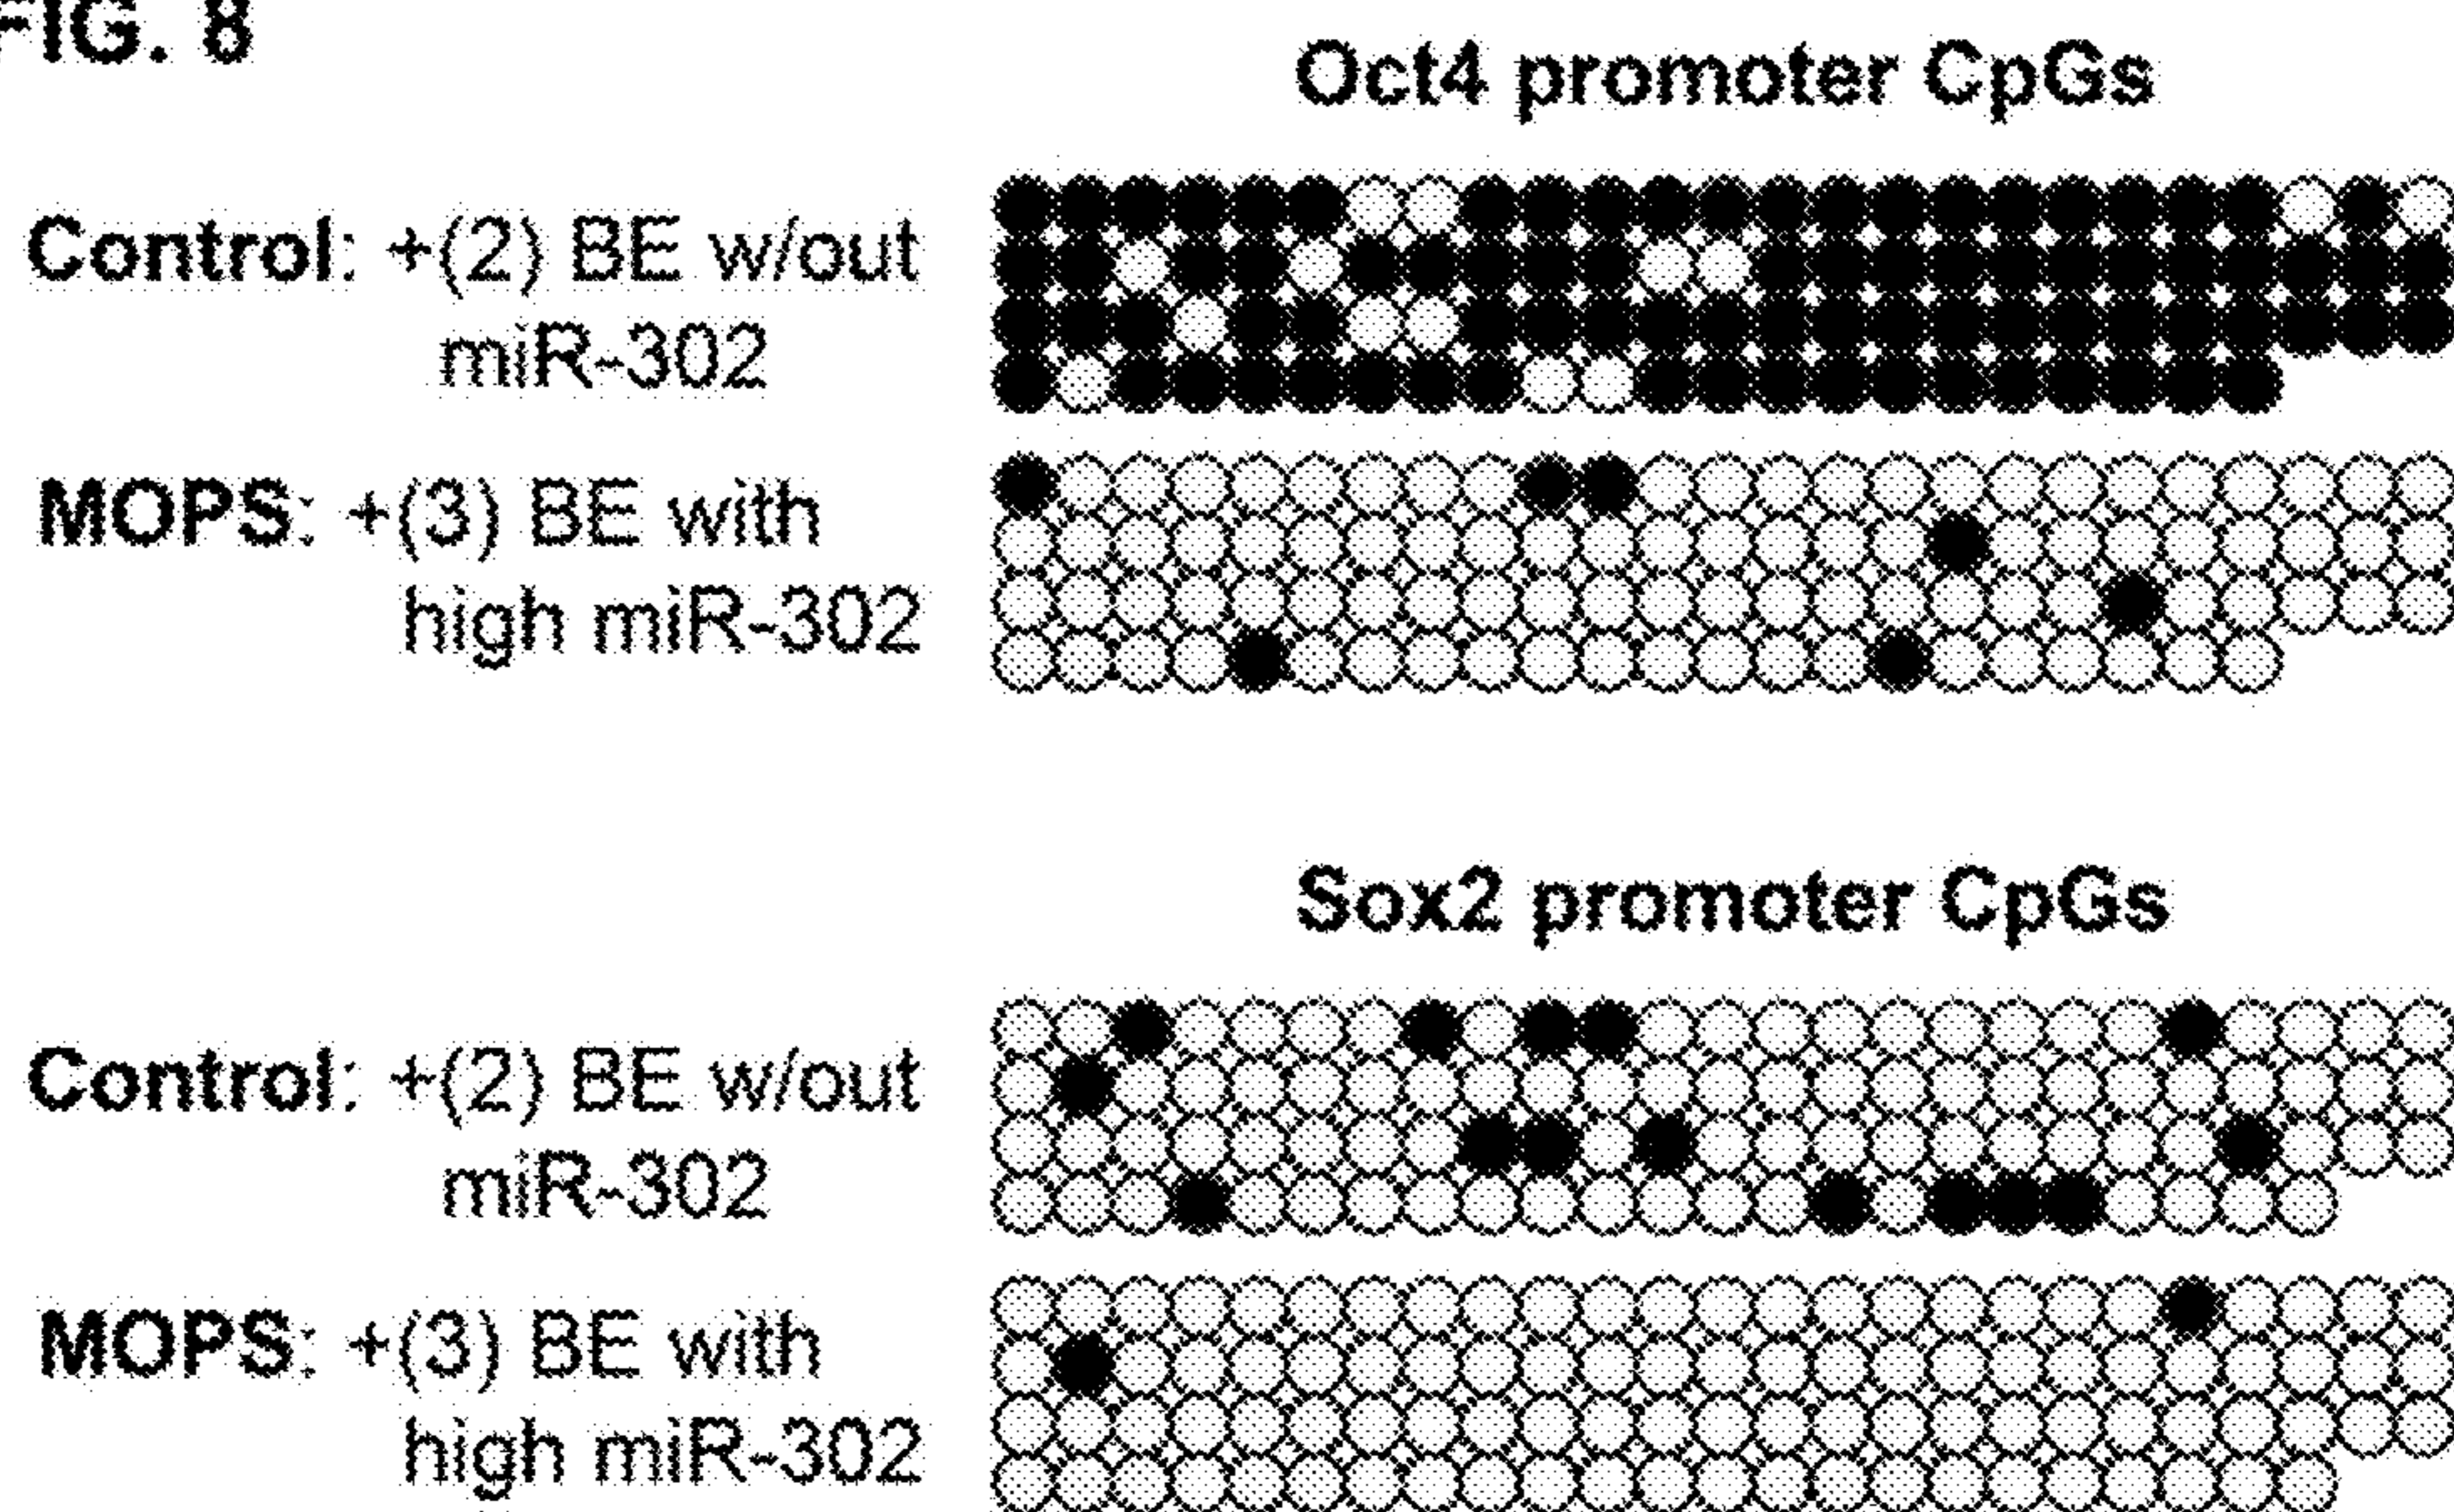 FIG. 8
Oct4 promoter CpGs
Control: +(2) BE w/out
miR-302
MOPS: +(3) BE with
high miR-302
Sox2 promoter CpGs
Control: +(2) BE w/out
miR-302
MOPS: +(3) BE with
high miR-302